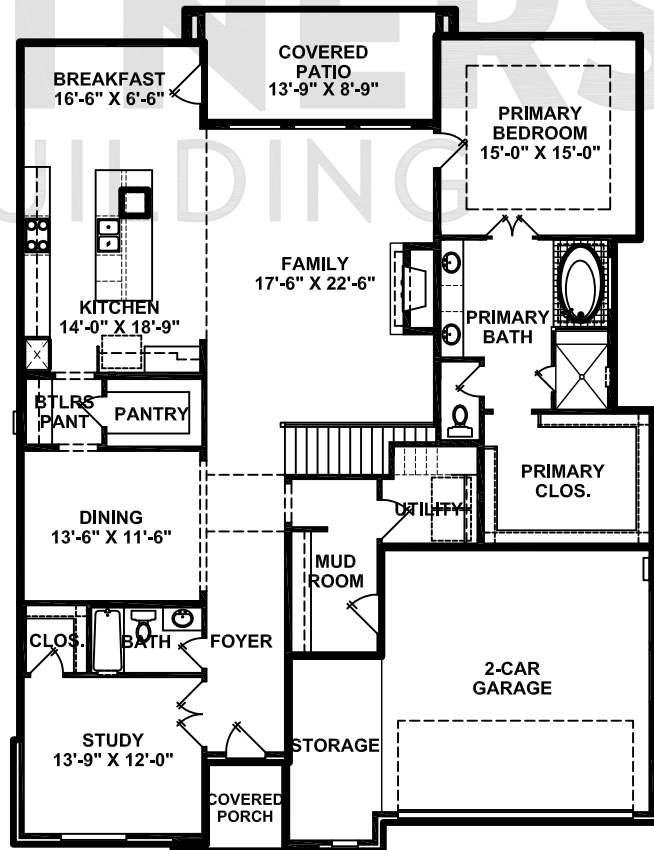 INERS
UILDING
BREAKFAST
16'-6" X 6'-6"
COVERED
PATIO
13'-9" X 8'-9"
PRIMARY
BEDROOM
15'-0" X 15'-0"
FAMILY
17'-6" X 22'-6"
KITCHEN
14'-0" X 18'-9"
PRIMARY
BATH
BTLRS
PANT
PANTRY
PRIMARY
CLOS.
UTILITY
DINING
13'-6" X 11'-6"
MUD
ROOM
CLOS.
BATH
FOYER
2-CAR
GARAGE
STUDY
13'-9" X 12'-0"
STORAGE
COVERED
PORCH